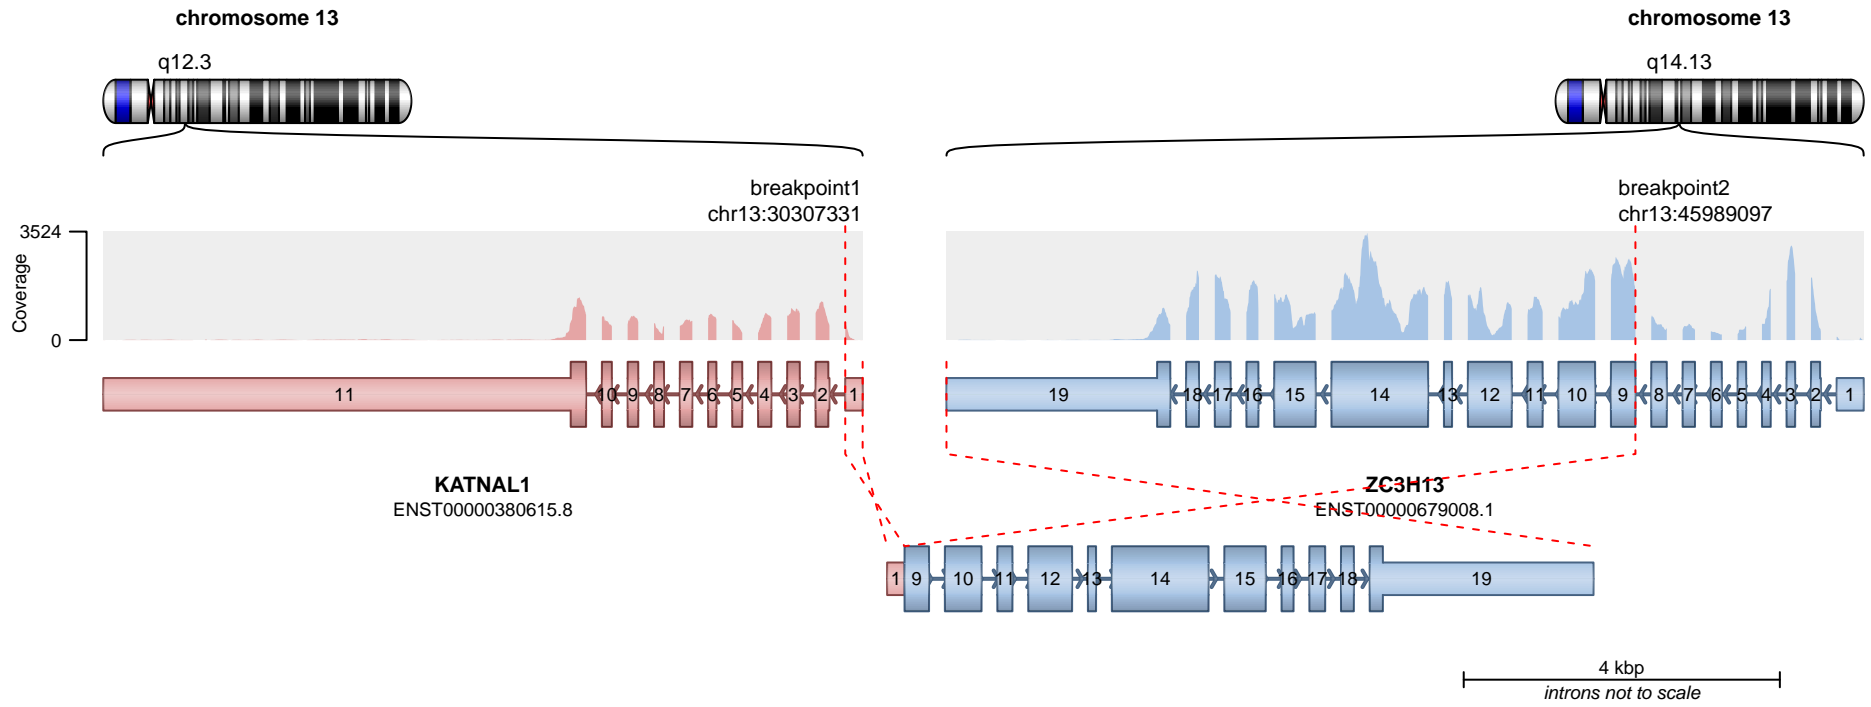 chromosome 13
chromosome 13
q12.3
q14.13
breakpoint1
chr13:30307331
breakpoint2
chr13:45989097
3524
Coverage
0
11 10 9 8 7 6 5 4 3 2 1
19 18 17 16 15 14 13 12 11 10 9 8 7 6 5 4 3 2 1
KATNAL1
ENST00000380615.8
ZC3H13
ENST00000679008.1
1 9 10 11 12 13 14 15 16 17 18 19
4 kbp
introns not to scale